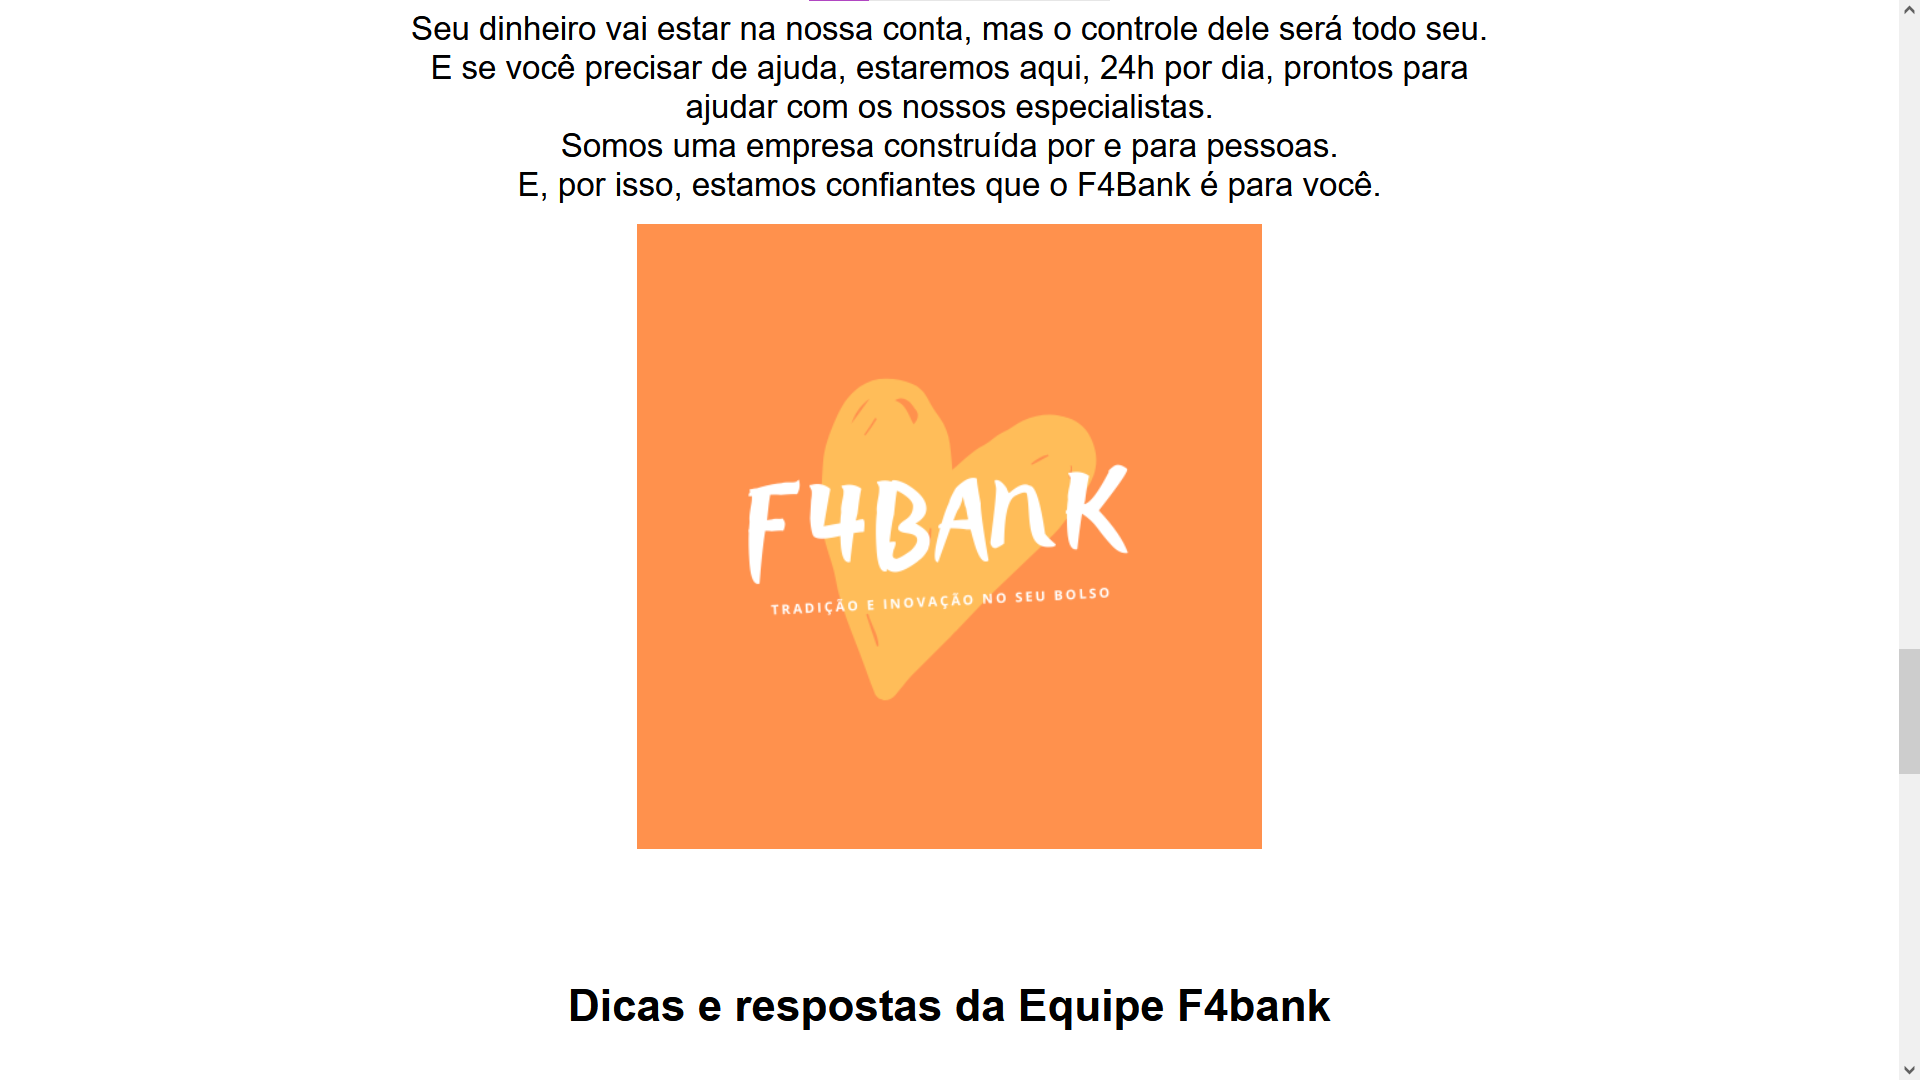 Seu dinheiro vai estar na nossa conta, mas o controle dele será todo seu.
E se você precisar de ajuda, estaremos aqui, 24h por dia, prontos para
ajudar com os nossos especialistas.
Somos uma empresa construída por e para pessoas.
E, por isso, estamos confiantes que o F4Bank é para você.
F4BANK
TRADIÇÃO E INOVAÇÃO NO SEU BOLSO
Dicas e respostas da Equipe F4bank